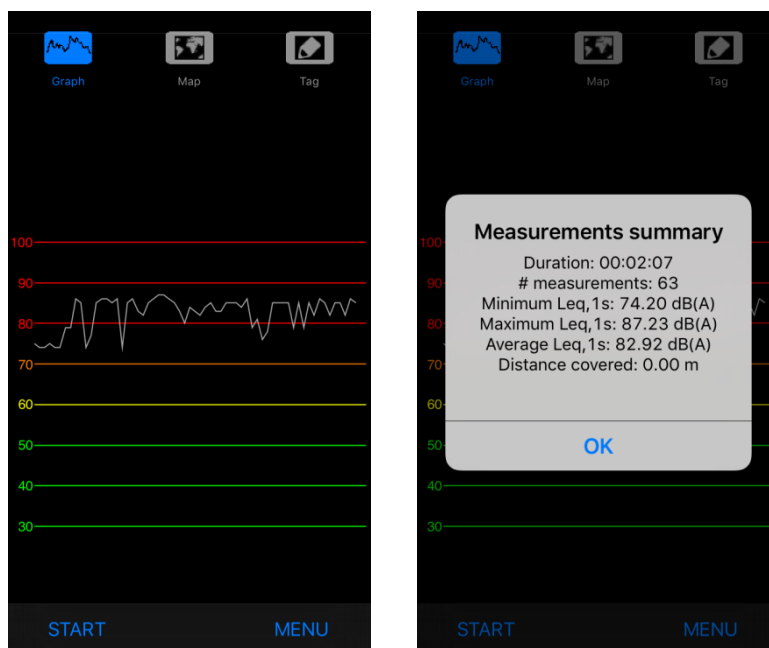 Graph Map Tag
100
90
80
70
60
50
40
30
START MENU
Graph Map Tag
Measurements summary
Duration: 00:02:07
# measurements: 63
Minimum Leq,1s: 74.20 dB(A)
Maximum Leq,1s: 87.23 dB(A)
Average Leq,1s: 82.92 dB(A)
Distance covered: 0.00 m
OK
100
90
80
70
60
50
40
30
START MENU